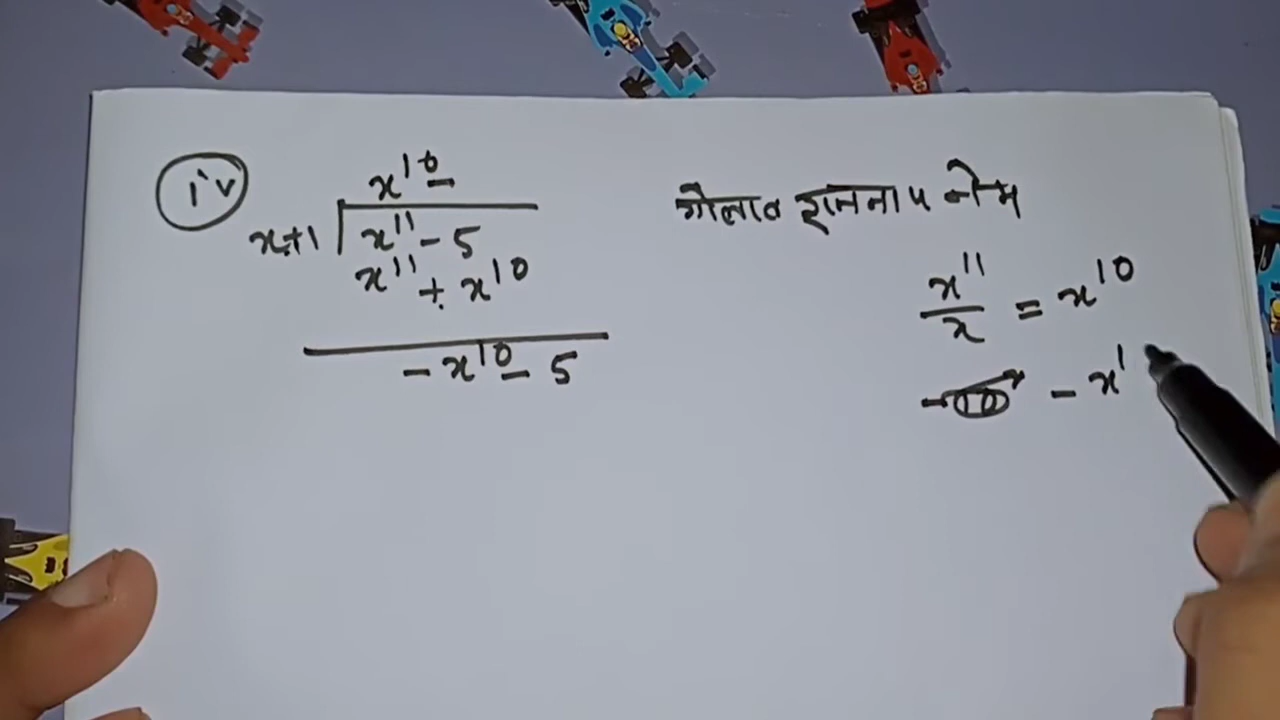 iv
x¹⁰ -
x+1 | x¹¹ - 5
x¹¹ + x¹⁰
- x¹⁰ - 5
x¹¹/x = x¹⁰
- x¹